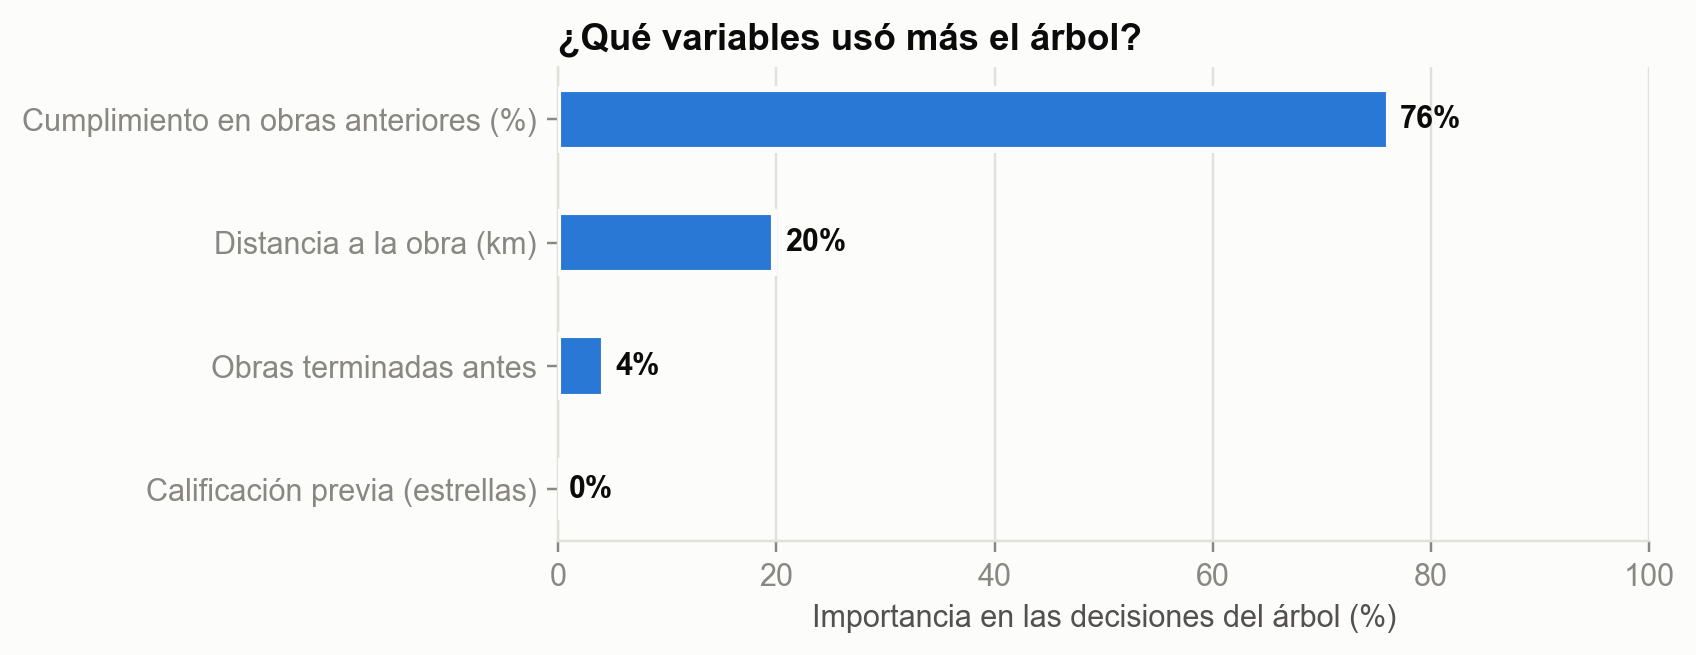 ¿Qué variables usó más el árbol?
Cumplimiento en obras anteriores (%)
76%
Distancia a la obra (km)
20%
Obras terminadas antes
4%
Calificación previa (estrellas)
0%
0 20 40 60 80 100
Importancia en las decisiones del árbol (%)